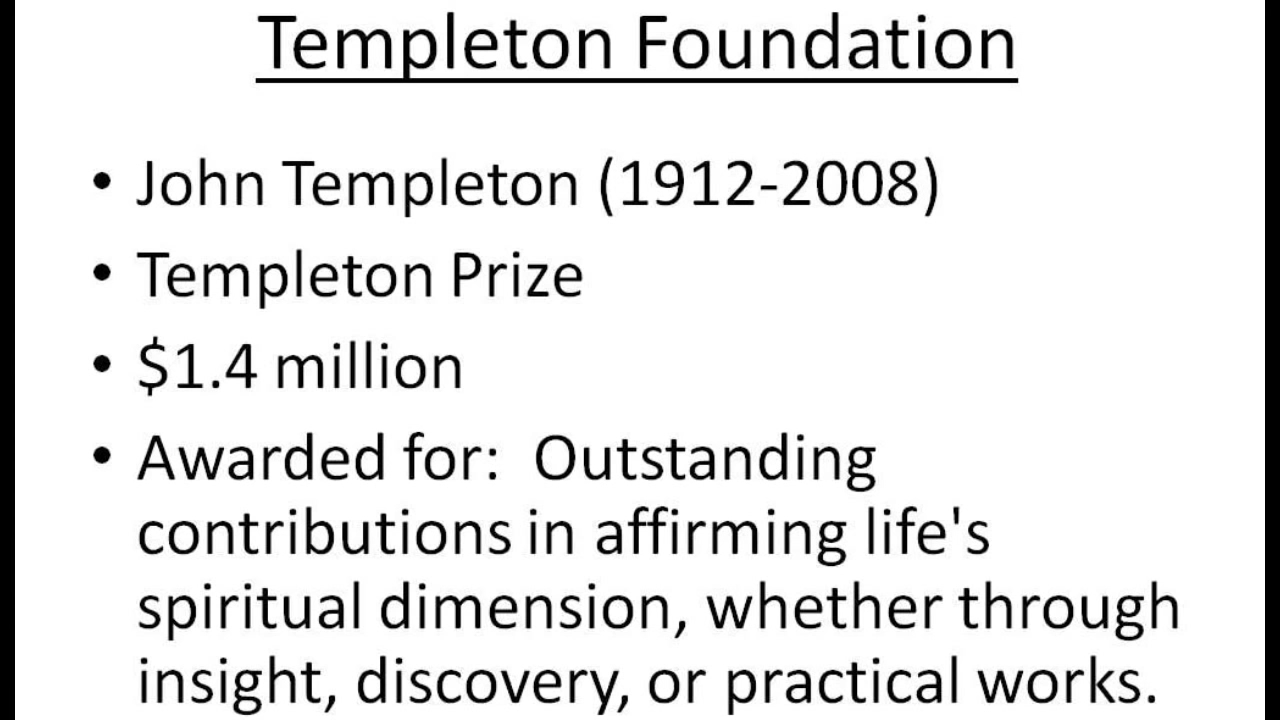 Templeton Foundation
• John Templeton (1912-2008)
• Templeton Prize
• $1.4 million
• Awarded for:  Outstanding
contributions in affirming life's
spiritual dimension, whether through
insight, discovery, or practical works.